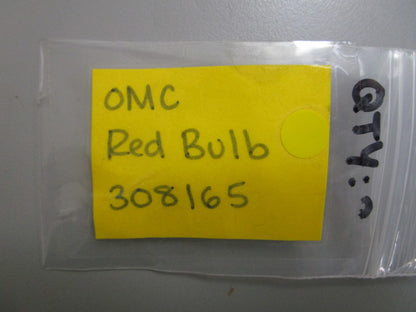 OMC
Red Bulb
308165
QTY: